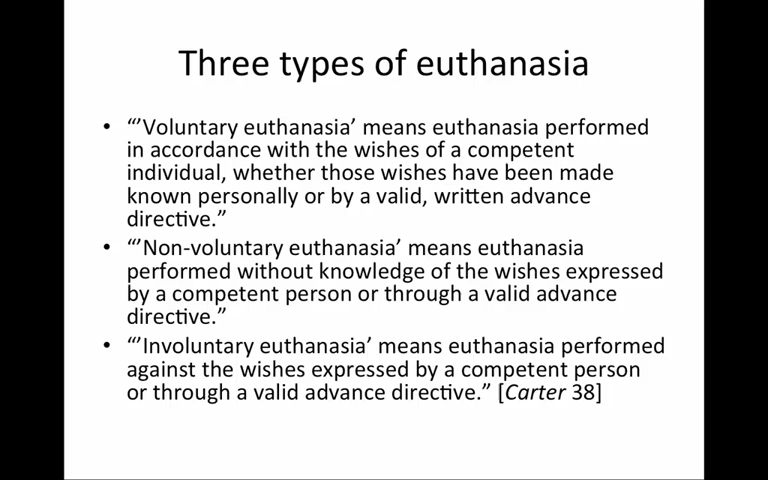 Three types of euthanasia
• “’Voluntary euthanasia’ means euthanasia performed
in accordance with the wishes of a competent
individual, whether those wishes have been made
known personally or by a valid, written advance
directive.”
• “’Non-voluntary euthanasia’ means euthanasia
performed without knowledge of the wishes expressed
by a competent person or through a valid advance
directive.”
• “’Involuntary euthanasia’ means euthanasia performed
against the wishes expressed by a competent person
or through a valid advance directive.” [Carter 38]